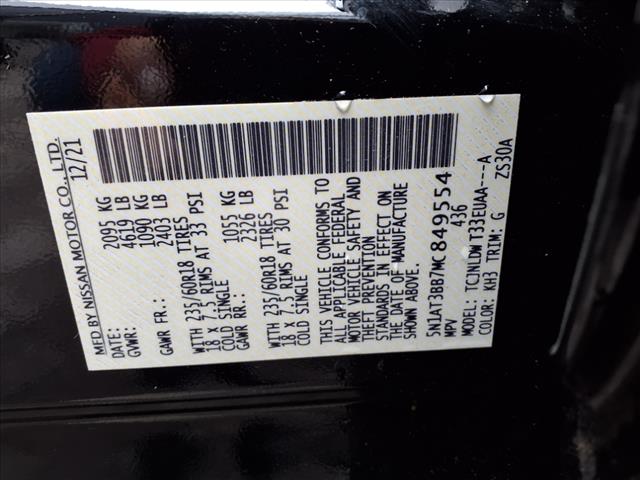 MFD BY NISSAN MOTOR CO., LTD.
DATE: 12/21
GVWR: 2095 KG
4619 LB
GAWR FR.: 1090 KG
2403 LB
WITH 235/60R18 TIRES
18 X 7.5 RIMS AT 33 PSI
COLD SINGLE
GAWR RR.: 1055 KG
2326 LB
WITH 235/60R18 TIRES
18 X 7.5 RIMS AT 30 PSI
COLD SINGLE
THIS VEHICLE CONFORMS TO
ALL APPLICABLE FEDERAL
MOTOR VEHICLE SAFETY AND
THEFT PREVENTION
STANDARDS IN EFFECT ON
THE DATE OF MANUFACTURE
SHOWN ABOVE.
5N1AT3BB7MC849554
MPV 436
MODEL: TCJNLDW T33EUAA---A
COLOR: KH3 TRIM: G ZS30A